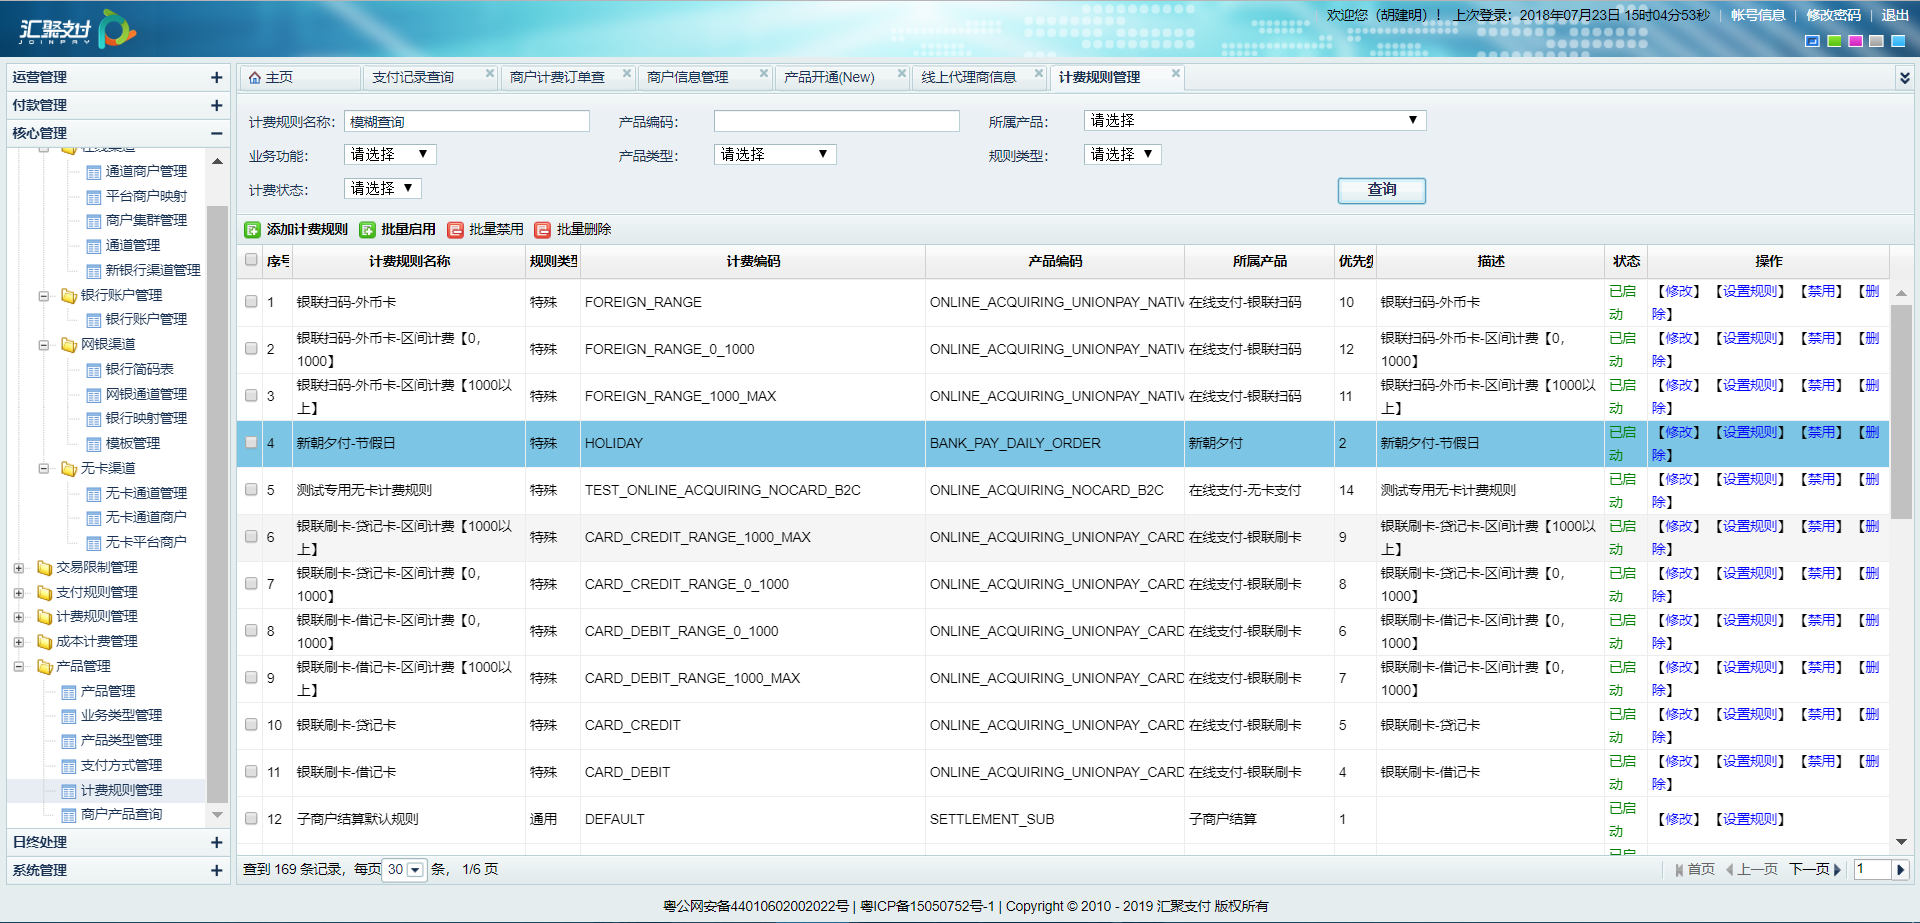 汇聚支付
JOINPAY
欢迎您（胡建明）！ 上次登录：2018年07月23日 15时04分53秒 | 帐号信息 | 修改密码 | 退出
运营管理
付款管理
核心管理
在线渠道
通道商户管理
平台商户映射
商户集群管理
通道管理
新银行渠道管理
银行账户管理
银行账户管理
网银渠道
银行简码表
网银通道管理
银行映射管理
模板管理
无卡渠道
无卡通道管理
无卡通道商户
无卡平台商户
交易限制管理
支付规则管理
计费规则管理
成本计费管理
产品管理
产品管理
业务类型管理
产品类型管理
支付方式管理
计费规则管理
商户产品查询
日终处理
系统管理
主页 支付记录查询 商户计费订单查 商户信息管理 产品开通(New) 线上代理商信息 计费规则管理
计费规则名称： 模糊查询 产品编码： 所属产品： 请选择
业务功能： 请选择 产品类型： 请选择 规则类型： 请选择
计费状态： 请选择 查询
添加计费规则 批量启用 批量禁用 批量删除
序号 计费规则名称 规则类型 计费编码 产品编码 所属产品 优先级 描述 状态 操作
1 银联扫码-外币卡 特殊 FOREIGN_RANGE ONLINE_ACQUIRING_UNIONPAY_NATIV 在线支付-银联扫码 10 银联扫码-外币卡 已启动 【修改】 【设置规则】 【禁用】 【删除】
2 银联扫码-外币卡-区间计费【0，1000】 特殊 FOREIGN_RANGE_0_1000 ONLINE_ACQUIRING_UNIONPAY_NATIV 在线支付-银联扫码 12 银联扫码-外币卡-区间计费【0，1000】 已启动 【修改】 【设置规则】 【禁用】 【删除】
3 银联扫码-外币卡-区间计费【1000以上】 特殊 FOREIGN_RANGE_1000_MAX ONLINE_ACQUIRING_UNIONPAY_NATIV 在线支付-银联扫码 11 银联扫码-外币卡-区间计费【1000以上】 已启动 【修改】 【设置规则】 【禁用】 【删除】
4 新朝夕付-节假日 特殊 HOLIDAY BANK_PAY_DAILY_ORDER 新朝夕付 2 新朝夕付-节假日 已启动 【修改】 【设置规则】 【禁用】 【删除】
5 测试专用无卡计费规则 特殊 TEST_ONLINE_ACQUIRING_NOCARD_B2C ONLINE_ACQUIRING_NOCARD_B2C 在线支付-无卡支付 14 测试专用无卡计费规则 已启动 【修改】 【设置规则】 【禁用】 【删除】
6 银联刷卡-贷记卡-区间计费【1000以上】 特殊 CARD_CREDIT_RANGE_1000_MAX ONLINE_ACQUIRING_UNIONPAY_CARD 在线支付-银联刷卡 9 银联刷卡-贷记卡-区间计费【1000以上】 已启动 【修改】 【设置规则】 【禁用】 【删除】
7 银联刷卡-贷记卡-区间计费【0，1000】 特殊 CARD_CREDIT_RANGE_0_1000 ONLINE_ACQUIRING_UNIONPAY_CARD 在线支付-银联刷卡 8 银联刷卡-贷记卡-区间计费【0，1000】 已启动 【修改】 【设置规则】 【禁用】 【删除】
8 银联刷卡-借记卡-区间计费【0，1000】 特殊 CARD_DEBIT_RANGE_0_1000 ONLINE_ACQUIRING_UNIONPAY_CARD 在线支付-银联刷卡 6 银联刷卡-借记卡-区间计费【0，1000】 已启动 【修改】 【设置规则】 【禁用】 【删除】
9 银联刷卡-借记卡-区间计费【1000以上】 特殊 CARD_DEBIT_RANGE_1000_MAX ONLINE_ACQUIRING_UNIONPAY_CARD 在线支付-银联刷卡 7 银联刷卡-借记卡-区间计费【0，1000】 已启动 【修改】 【设置规则】 【禁用】 【删除】
10 银联刷卡-贷记卡 特殊 CARD_CREDIT ONLINE_ACQUIRING_UNIONPAY_CARD 在线支付-银联刷卡 5 银联刷卡-贷记卡 已启动 【修改】 【设置规则】 【禁用】 【删除】
11 银联刷卡-借记卡 特殊 CARD_DEBIT ONLINE_ACQUIRING_UNIONPAY_CARD 在线支付-银联刷卡 4 银联刷卡-借记卡 已启动 【修改】 【设置规则】 【禁用】 【删除】
12 子商户结算默认规则 通用 DEFAULT SETTLEMENT_SUB 子商户结算 1 已启动 【修改】 【设置规则】
已启
查到 169 条记录，每页 30 条， 1/6 页 首页 上一页 下一页 1
粤公网安备44010602002022号 | 粤ICP备15050752号-1 | Copyright © 2010 - 2019 汇聚支付 版权所有